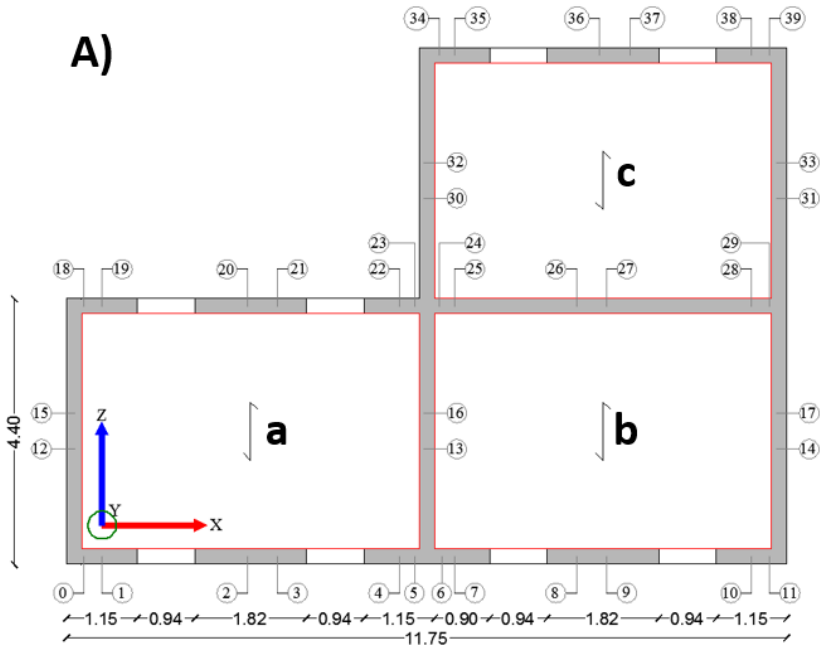 34 35 36 37 38 39
A)
32 33
c
30 31
23 24 29
18 19 20 21 22 25 26 27 28
15 16 17
Z
a b
4.40
12 13 14
Y X
0 1 2 3 4 5 6 7 8 9 10 11
1.15 0.94 1.82 0.94 1.15 0.90 0.94 1.82 0.94 1.15
11.75